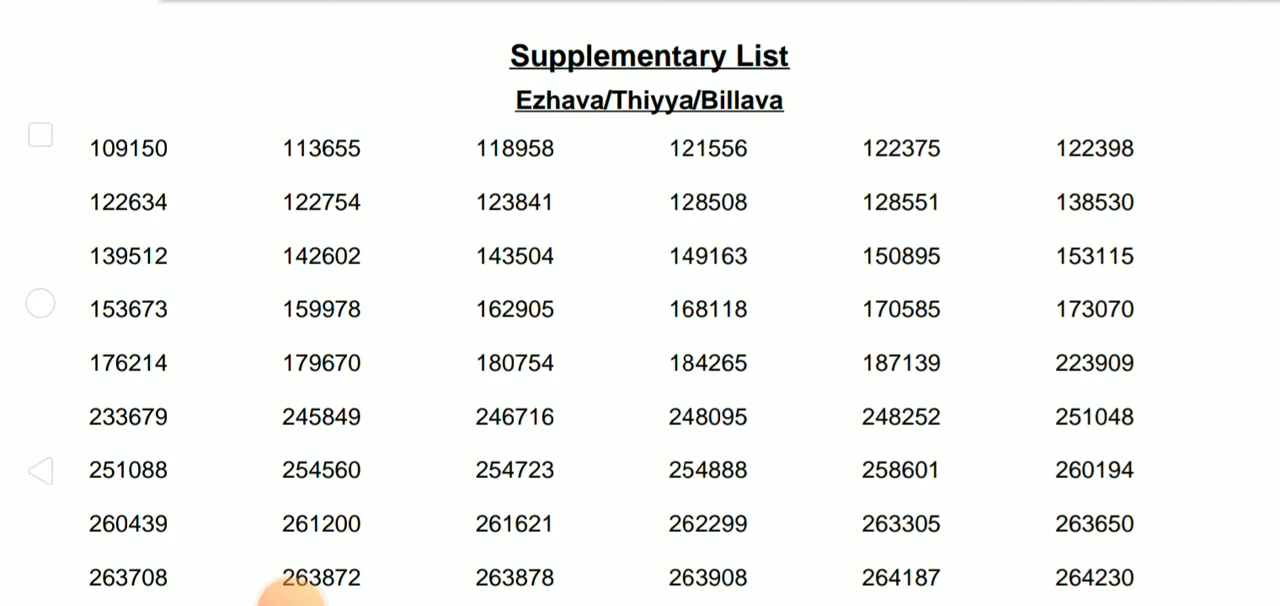 Supplementary List
Ezhava/Thiyya/Billava
109150 113655 118958 121556 122375 122398
122634 122754 123841 128508 128551 138530
139512 142602 143504 149163 150895 153115
153673 159978 162905 168118 170585 173070
176214 179670 180754 184265 187139 223909
233679 245849 246716 248095 248252 251048
251088 254560 254723 254888 258601 260194
260439 261200 261621 262299 263305 263650
263708 263872 263878 263908 264187 264230